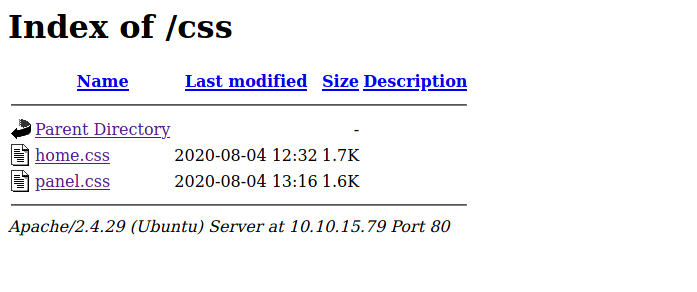 Index of /css
Name Last modified Size Description
Parent Directory -
home.css 2020-08-04 12:32 1.7K
panel.css 2020-08-04 13:16 1.6K
Apache/2.4.29 (Ubuntu) Server at 10.10.15.79 Port 80